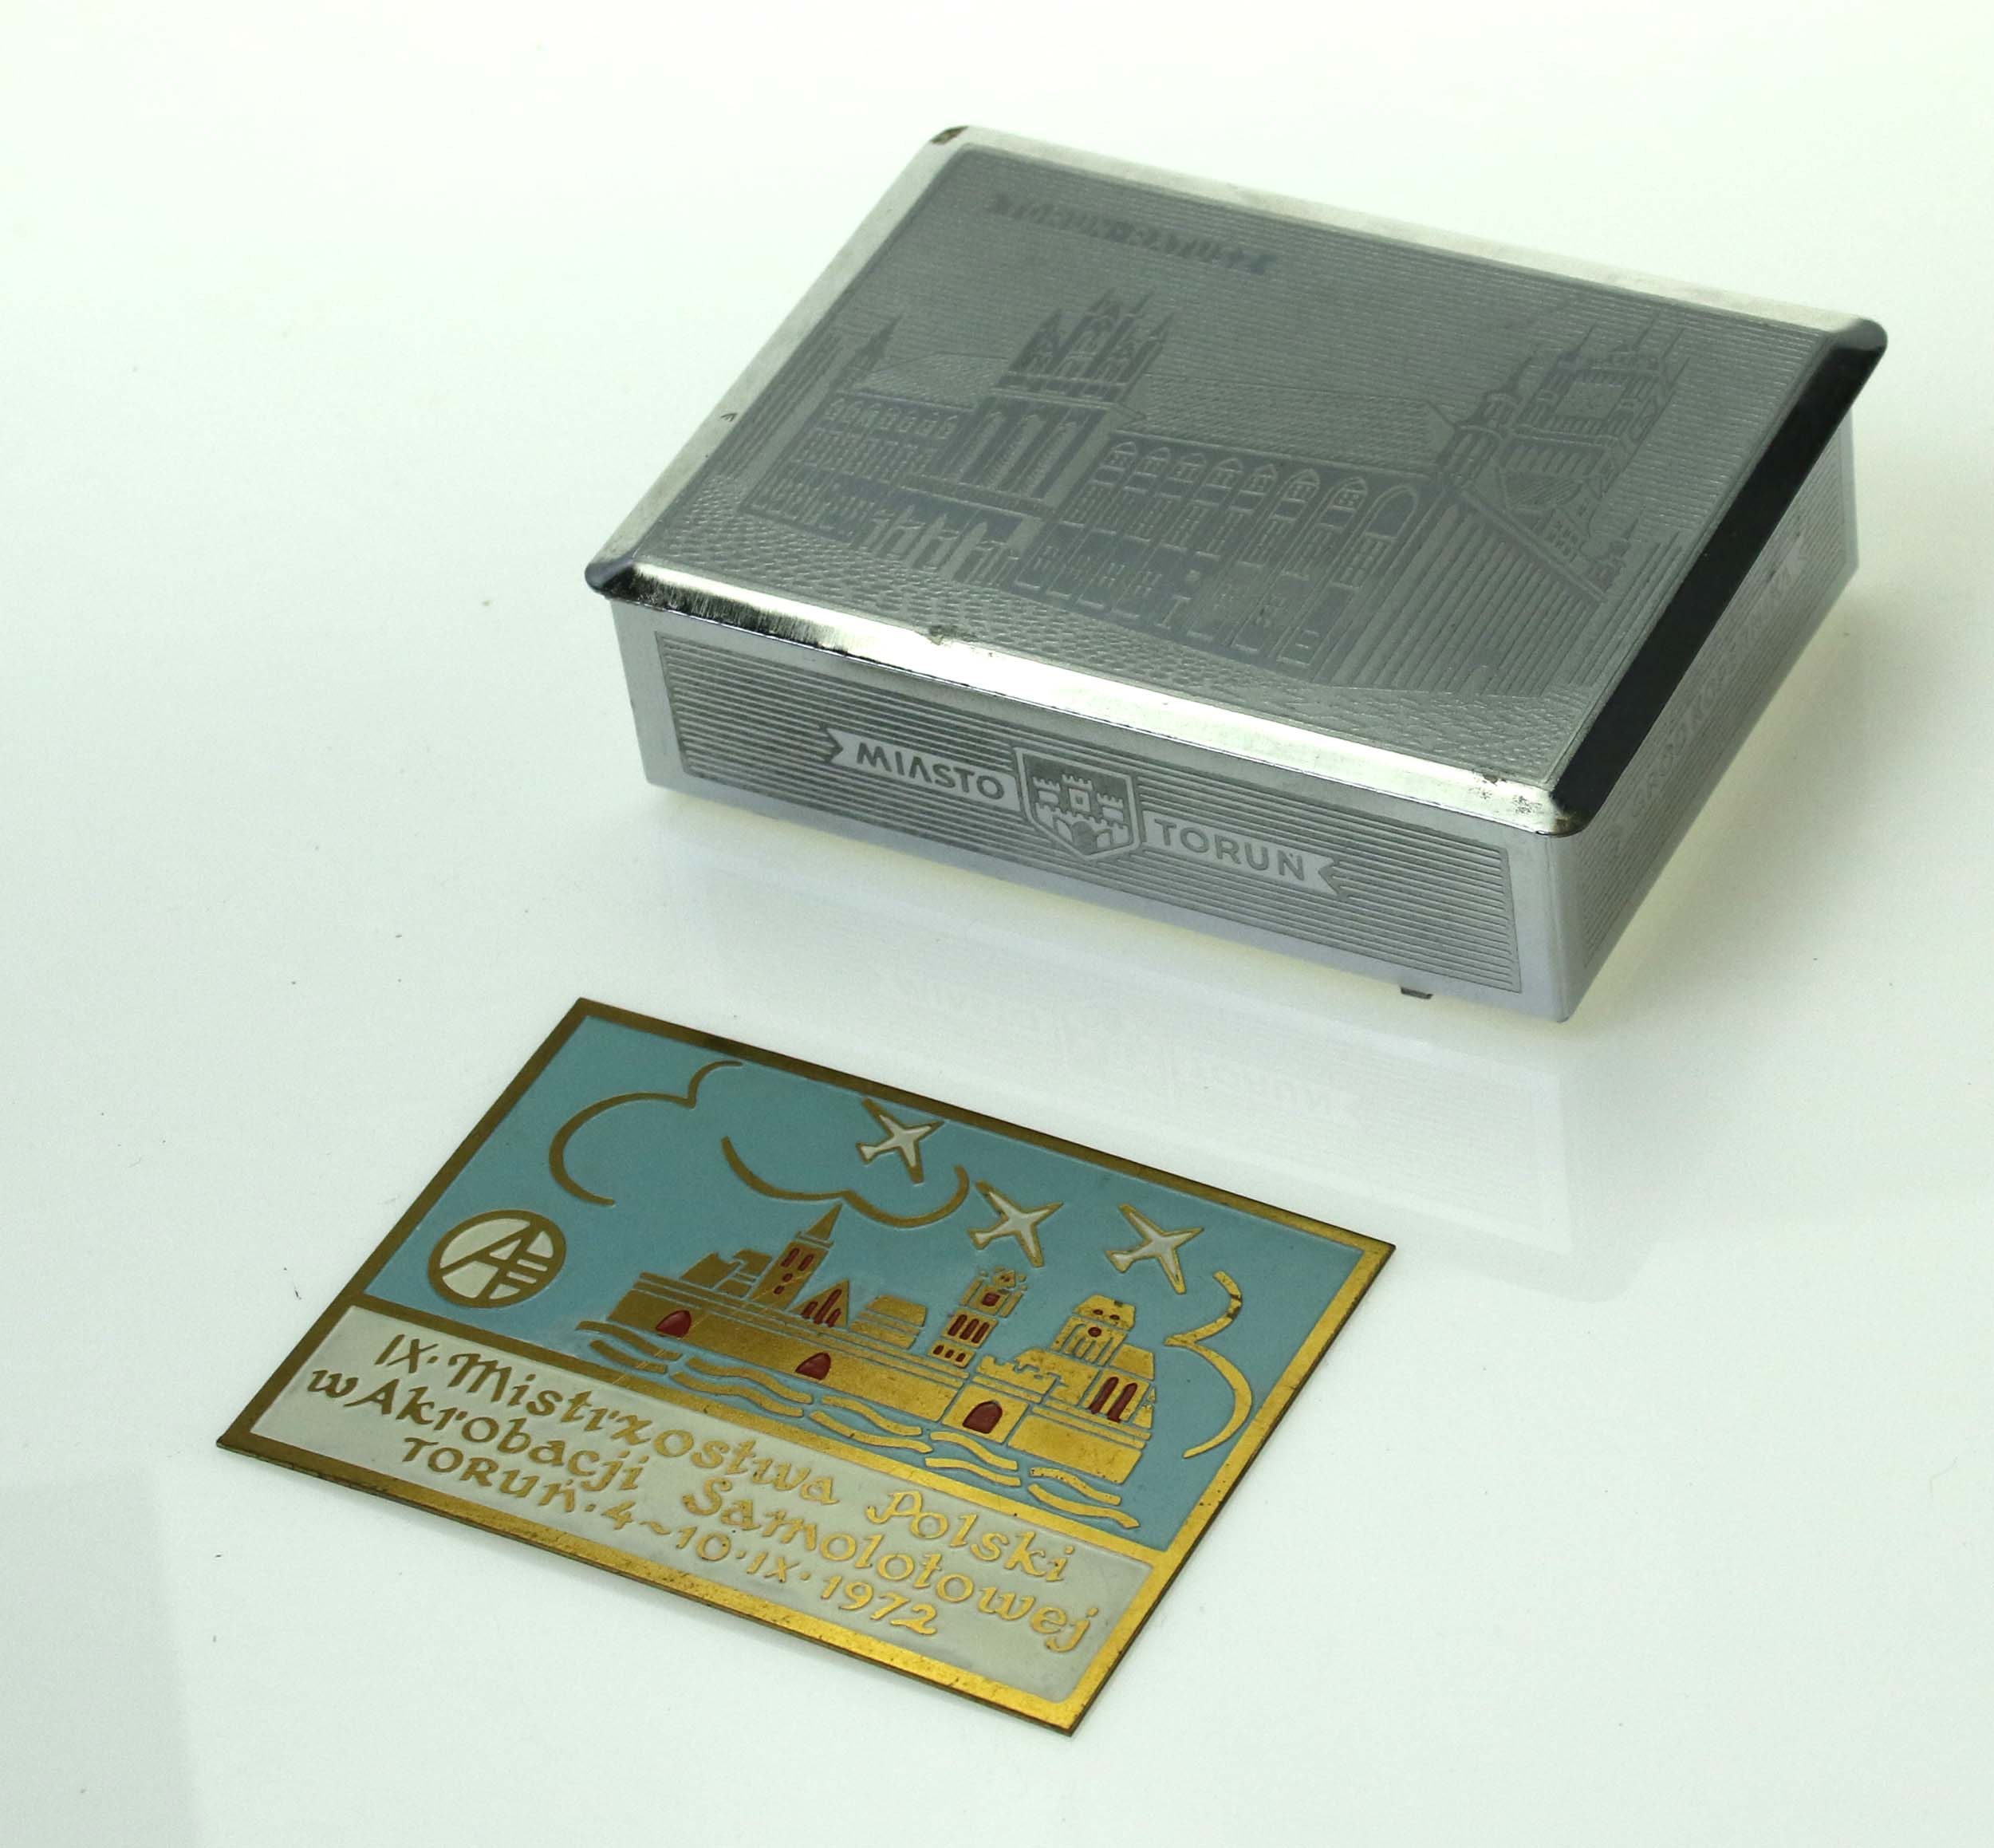 MIASTO TORUŃ
IX. Mistrzostwa Polski
w Akrobacji Samolotowej
TORUŃ · 4~10 · IX · 1972